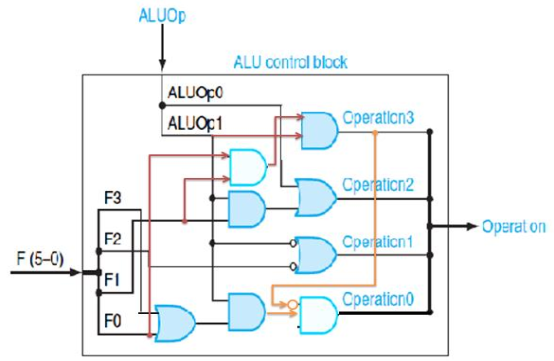 ALUOp
ALU control block
ALUOp0
ALUOp1
Operation3
Operation2
F3
F2
Operation1
F (5–0)
F1
Operation0
F0
Operation